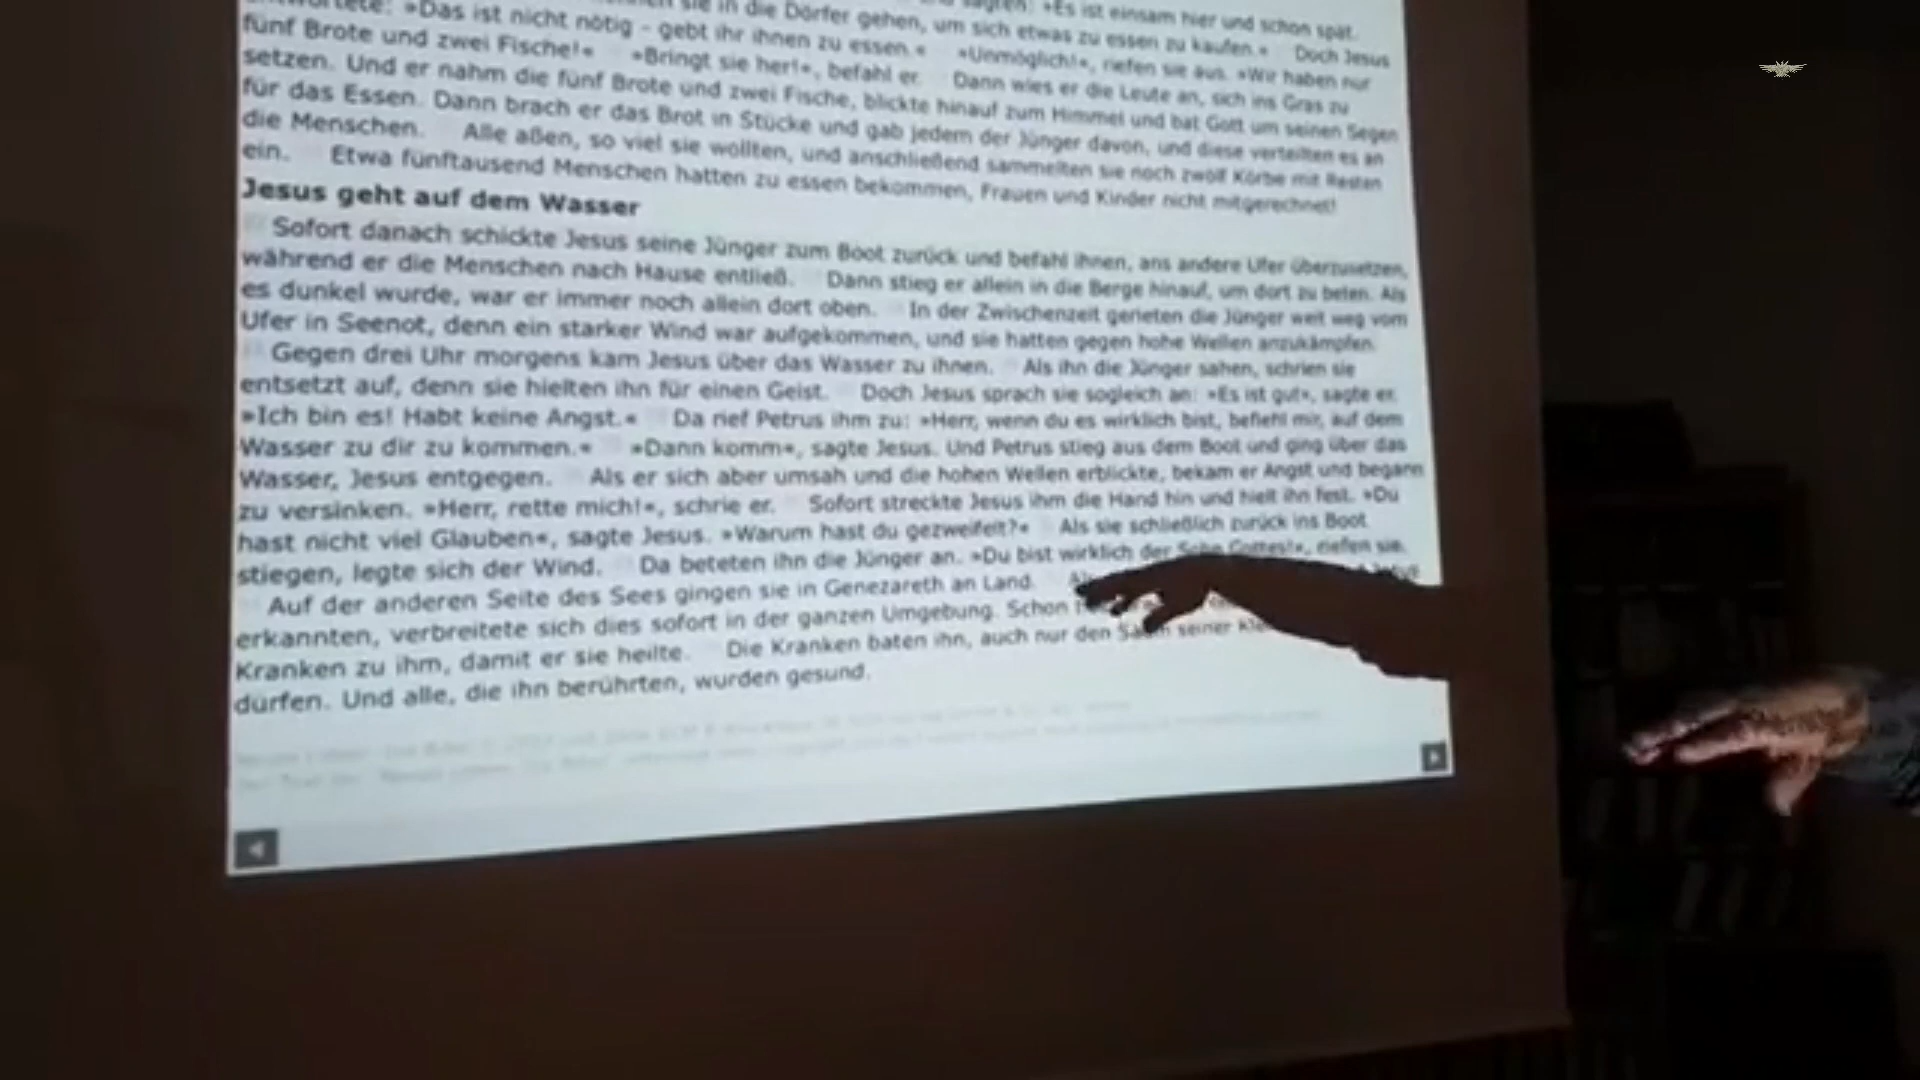 sagten: »Es ist einsam hier und schon spät.
sie in die Dörfer gehen, um sich etwas zu essen zu kaufen.« Doch Jesus
»Das ist nicht nötig – gebt ihr ihnen zu essen.« »Unmöglich!«, riefen sie aus. »Wir haben nur
fünf Brote und zwei Fische!« »Bringt sie her!«, befahl er. Dann wies er die Leute an, sich ins Gras zu
setzen. Und er nahm die fünf Brote und zwei Fische, blickte hinauf zum Himmel und bat Gott um seinen Segen
für das Essen. Dann brach er das Brot in Stücke und gab jedem der Jünger davon, und diese verteilten es an
die Menschen. Alle aßen, so viel sie wollten, und anschließend sammelten sie noch zwölf Körbe mit Resten
ein. Etwa fünftausend Menschen hatten zu essen bekommen, Frauen und Kinder nicht mitgerechnet!
Jesus geht auf dem Wasser
Sofort danach schickte Jesus seine Jünger zum Boot zurück und befahl ihnen, ans andere Ufer überzusetzen,
während er die Menschen nach Hause entließ. Dann stieg er allein in die Berge hinauf, um dort zu beten. Als
es dunkel wurde, war er immer noch allein dort oben. In der Zwischenzeit gerieten die Jünger weit weg vom
Ufer in Seenot, denn ein starker Wind war aufgekommen, und sie hatten gegen hohe Wellen anzukämpfen.
Gegen drei Uhr morgens kam Jesus über das Wasser zu ihnen. Als ihn die Jünger sahen, schrien sie
entsetzt auf, denn sie hielten ihn für einen Geist. Doch Jesus sprach sie sogleich an: »Es ist gut«, sagte er.
»Ich bin es! Habt keine Angst.« Da rief Petrus ihm zu: »Herr, wenn du es wirklich bist, befiehl mir, auf dem
Wasser zu dir zu kommen.« »Dann komm«, sagte Jesus. Und Petrus stieg aus dem Boot und ging über das
Wasser, Jesus entgegen. Als er sich aber umsah und die hohen Wellen erblickte, bekam er Angst und begann
zu versinken. »Herr, rette mich!«, schrie er. Sofort streckte Jesus ihm die Hand hin und hielt ihn fest. »Du
hast nicht viel Glauben«, sagte Jesus. »Warum hast du gezweifelt?« Als sie schließlich zurück ins Boot
stiegen, legte sich der Wind. Da beteten ihn die Jünger an. »Du bist wirklich der Sohn Gottes!«, riefen sie.
Auf der anderen Seite des Sees gingen sie in Genezareth an Land.
erkannten, verbreitete sich dies sofort in der ganzen Umgebung. Schon
Kranken zu ihm, damit er sie heilte. Die Kranken baten ihn, auch nur den Saum seiner
dürfen. Und alle, die ihn berührten, wurden gesund.